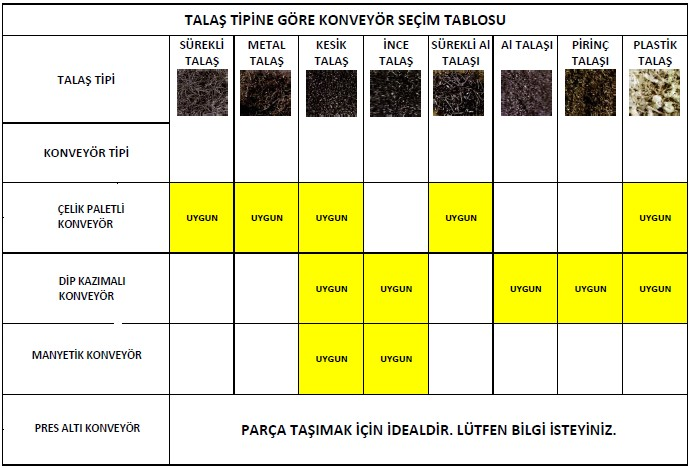 TALAŞ TİPİNE GÖRE KONVEYÖR SEÇİM TABLOSU
TALAŞ TİPİ
SÜREKLİ TALAŞ
METAL TALAŞ
KESİK TALAŞ
İNCE TALAŞ
SÜREKLİ Al TALAŞI
Al TALAŞI
PİRİNÇ TALAŞI
PLASTİK TALAŞ
KONVEYÖR TİPİ
ÇELİK PALETLİ
KONVEYÖR
UYGUN UYGUN UYGUN UYGUN UYGUN
DİP KAZIMALI
KONVEYÖR
UYGUN UYGUN UYGUN UYGUN UYGUN
MANYETİK KONVEYÖR
UYGUN UYGUN
PRES ALTI KONVEYÖR
PARÇA TAŞIMAK İÇİN İDEALDİR. LÜTFEN BİLGİ İSTEYİNİZ.